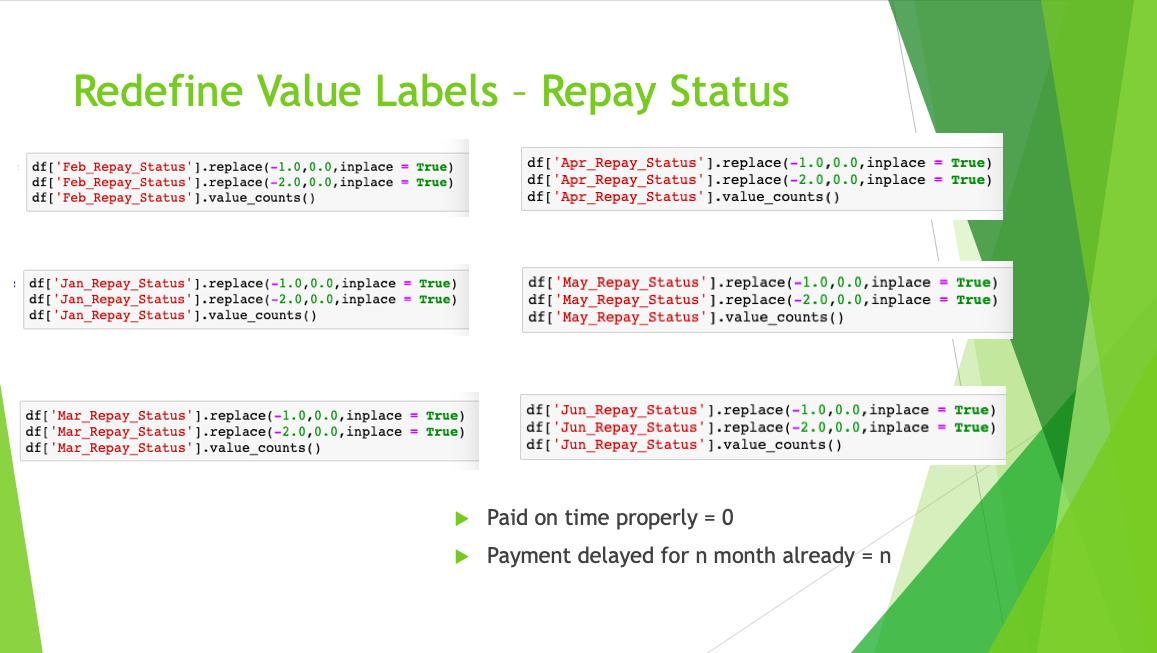 Redefine Value Labels – Repay Status
df['Feb_Repay_Status'].replace(-1.0,0.0,inplace = True)
df['Feb_Repay_Status'].replace(-2.0,0.0,inplace = True)
df['Feb_Repay_Status'].value_counts()
df['Apr_Repay_Status'].replace(-1.0,0.0,inplace = True)
df['Apr_Repay_Status'].replace(-2.0,0.0,inplace = True)
df['Apr_Repay_Status'].value_counts()
df['Jan_Repay_Status'].replace(-1.0,0.0,inplace = True)
df['Jan_Repay_Status'].replace(-2.0,0.0,inplace = True)
df['Jan_Repay_Status'].value_counts()
df['May_Repay_Status'].replace(-1.0,0.0,inplace = True)
df['May_Repay_Status'].replace(-2.0,0.0,inplace = True)
df['May_Repay_Status'].value_counts()
df['Mar_Repay_Status'].replace(-1.0,0.0,inplace = True)
df['Mar_Repay_Status'].replace(-2.0,0.0,inplace = True)
df['Mar_Repay_Status'].value_counts()
df['Jun_Repay_Status'].replace(-1.0,0.0,inplace = True)
df['Jun_Repay_Status'].replace(-2.0,0.0,inplace = True)
df['Jun_Repay_Status'].value_counts()
Paid on time properly = 0
Payment delayed for n month already = n